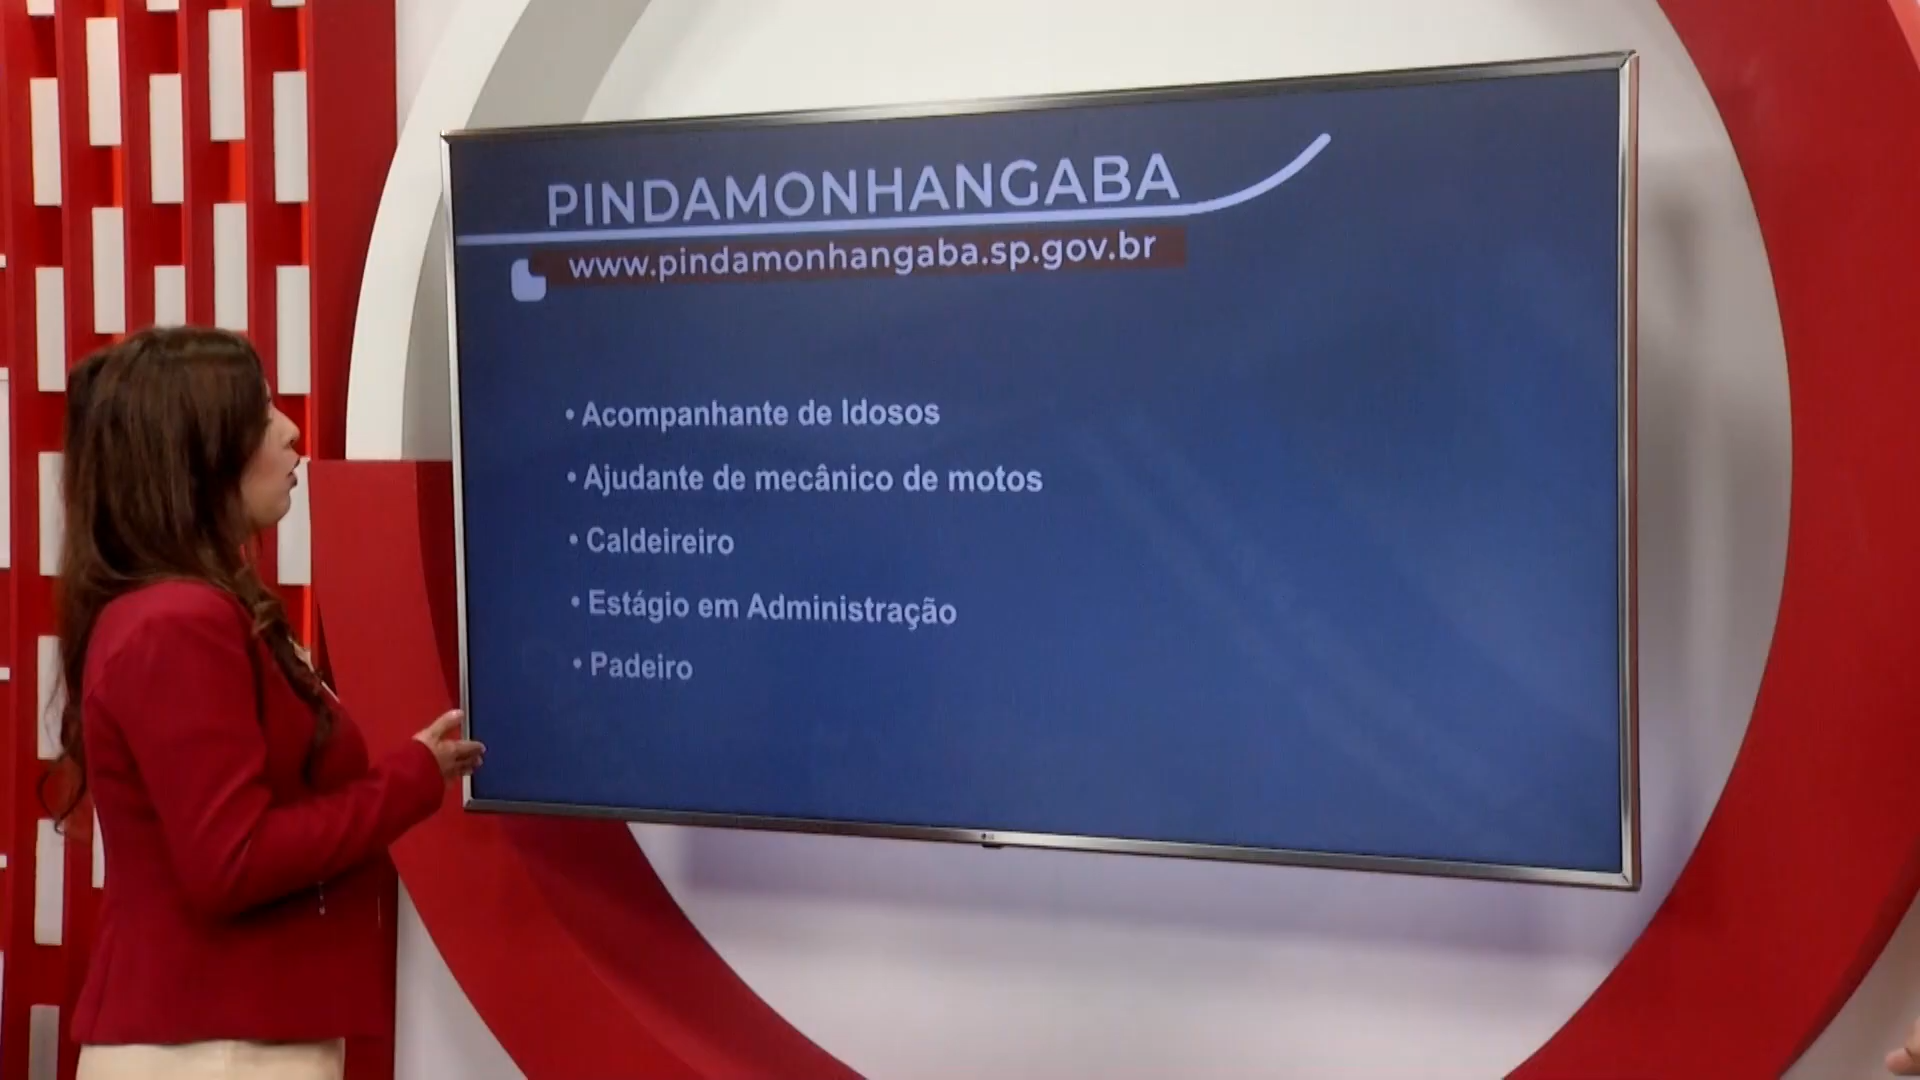 PINDAMONHANGABA
www.pindamonhangaba.sp.gov.br
• Acompanhante de Idosos
• Ajudante de mecânico de motos
• Caldeireiro
• Estágio em Administração
• Padeiro